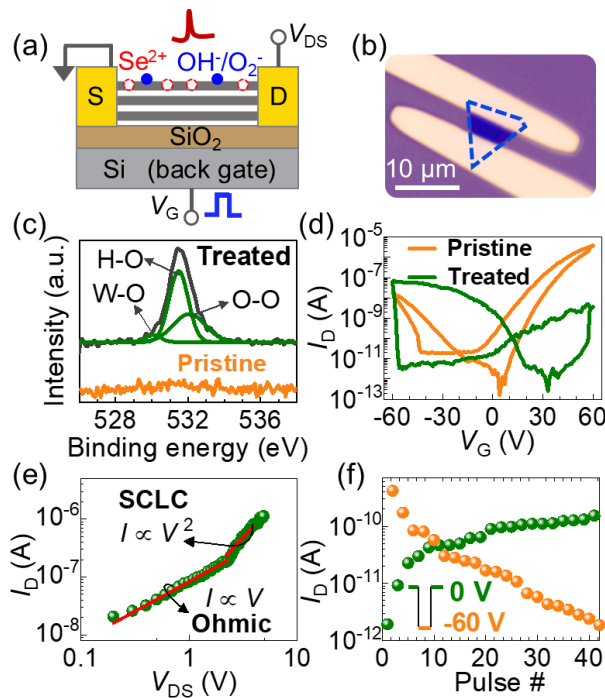 (a)
V_DS
Se²⁺ OH⁻/O₂⁻
S D
SiO₂
Si (back gate)
V_G
(b)
10 µm
(c)
Treated
H-O
W-O
O-O
Pristine
Intensity (a.u.)
528 532 536
Binding energy (eV)
(d)
Pristine
Treated
I_D (A)
10⁻⁵
10⁻⁷
10⁻⁹
10⁻¹¹
10⁻¹³
-60 -30 0 30 60
V_G (V)
(e)
SCLC
I ∝ V²
I ∝ V
Ohmic
I_D (A)
10⁻⁶
10⁻⁷
10⁻⁸
0.1 1 10
V_DS (V)
(f)
I_D (A)
10⁻¹⁰
10⁻¹¹
10⁻¹²
0 V
-60 V
0 10 20 30 40
Pulse #